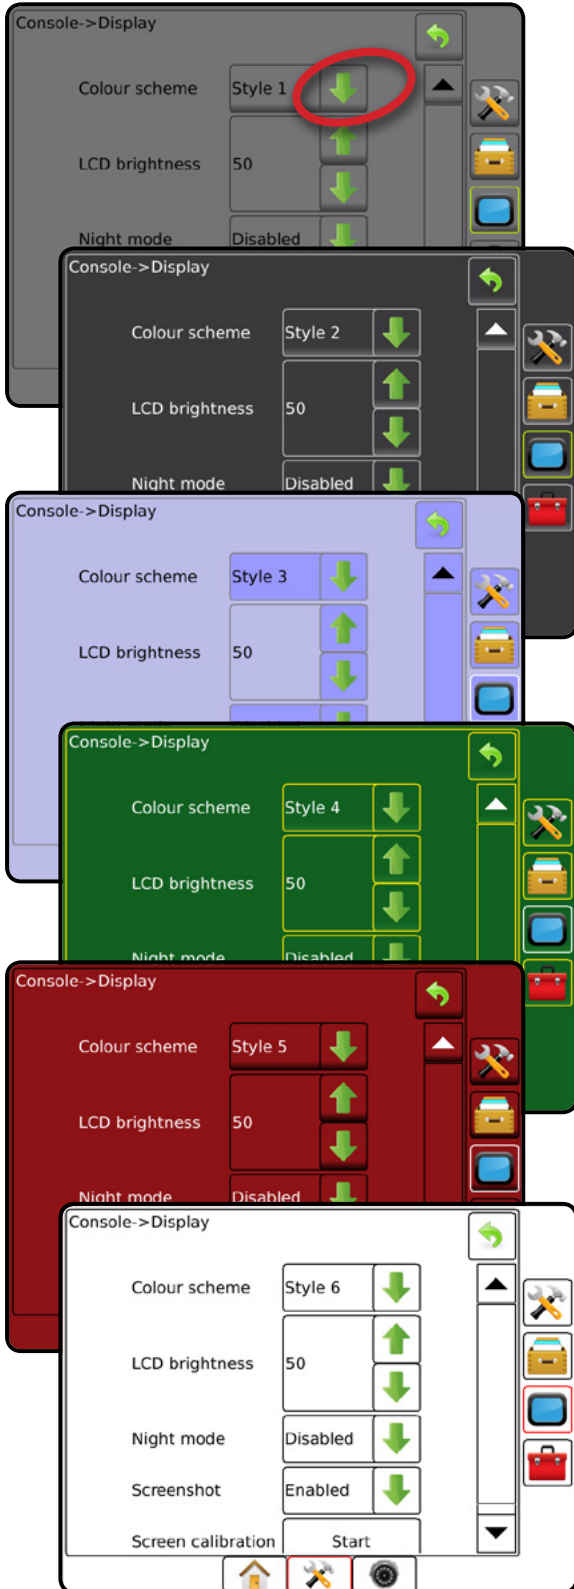 Console->Display
Colour scheme Style 1
LCD brightness 50
Night mode Disabled
Console->Display
Colour scheme Style 2
LCD brightness 50
Night mode Disabled
Console->Display
Colour scheme Style 3
LCD brightness 50
Console->Display
Colour scheme Style 4
LCD brightness 50
Night mode Disabled
Console->Display
Colour scheme Style 5
LCD brightness 50
Night mode Disabled
Console->Display
Colour scheme Style 6
LCD brightness 50
Night mode Disabled
Screenshot Enabled
Screen calibration Start